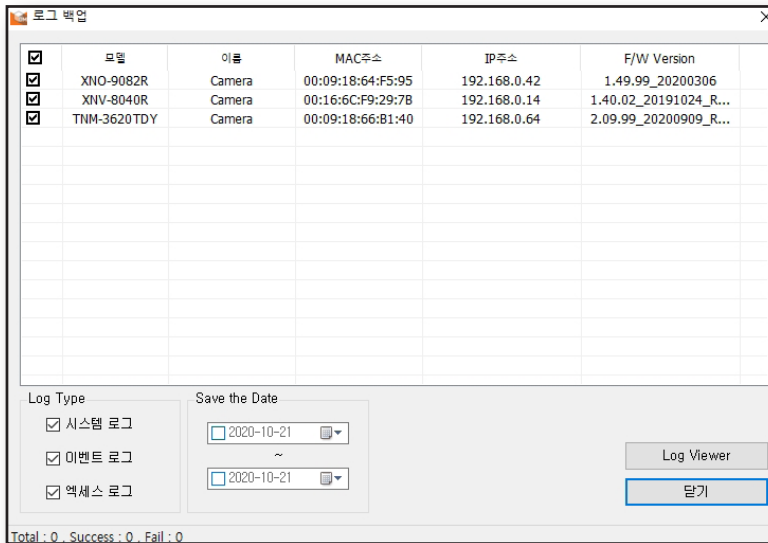 로그 백업
모델 이름 MAC주소 IP주소 F/W Version
XNO-9082R Camera 00:09:18:64:F5:95 192.168.0.42 1.49.99_20200306
XNV-8040R Camera 00:16:6C:F9:29:7B 192.168.0.14 1.40.02_20191024_R...
TNM-3620TDY Camera 00:09:18:66:B1:40 192.168.0.64 2.09.99_20200909_R...
Log Type
시스템 로그
이벤트 로그
엑세스 로그
Save the Date
2020-10-21
~
2020-10-21
Log Viewer
닫기
Total : 0 , Success : 0 , Fail : 0